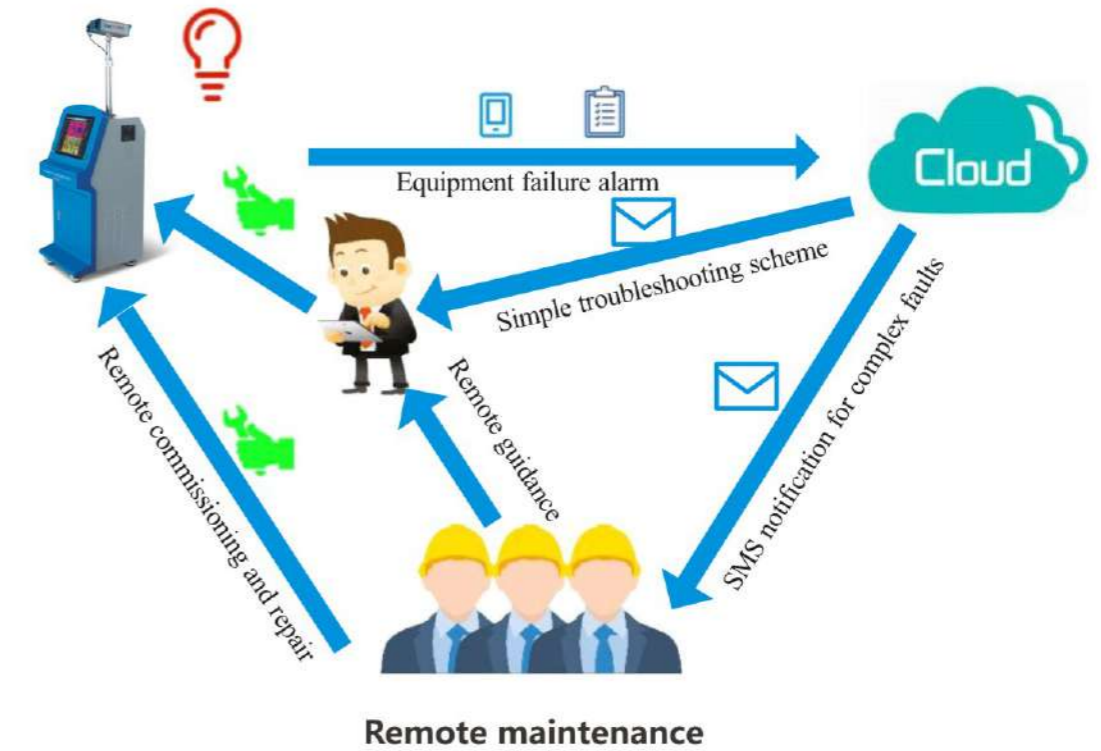 Cloud
Equipment failure alarm
Simple troubleshooting scheme
SMS notification for complex faults
Remote guidance
Remote commissioning and repair
Remote maintenance